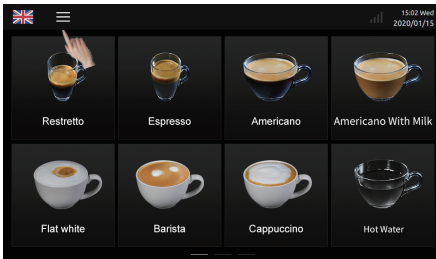 15:02 Wed
2020/01/15
Restretto
Espresso
Americano
Americano With Milk
Flat white
Barista
Cappuccino
Hot Water